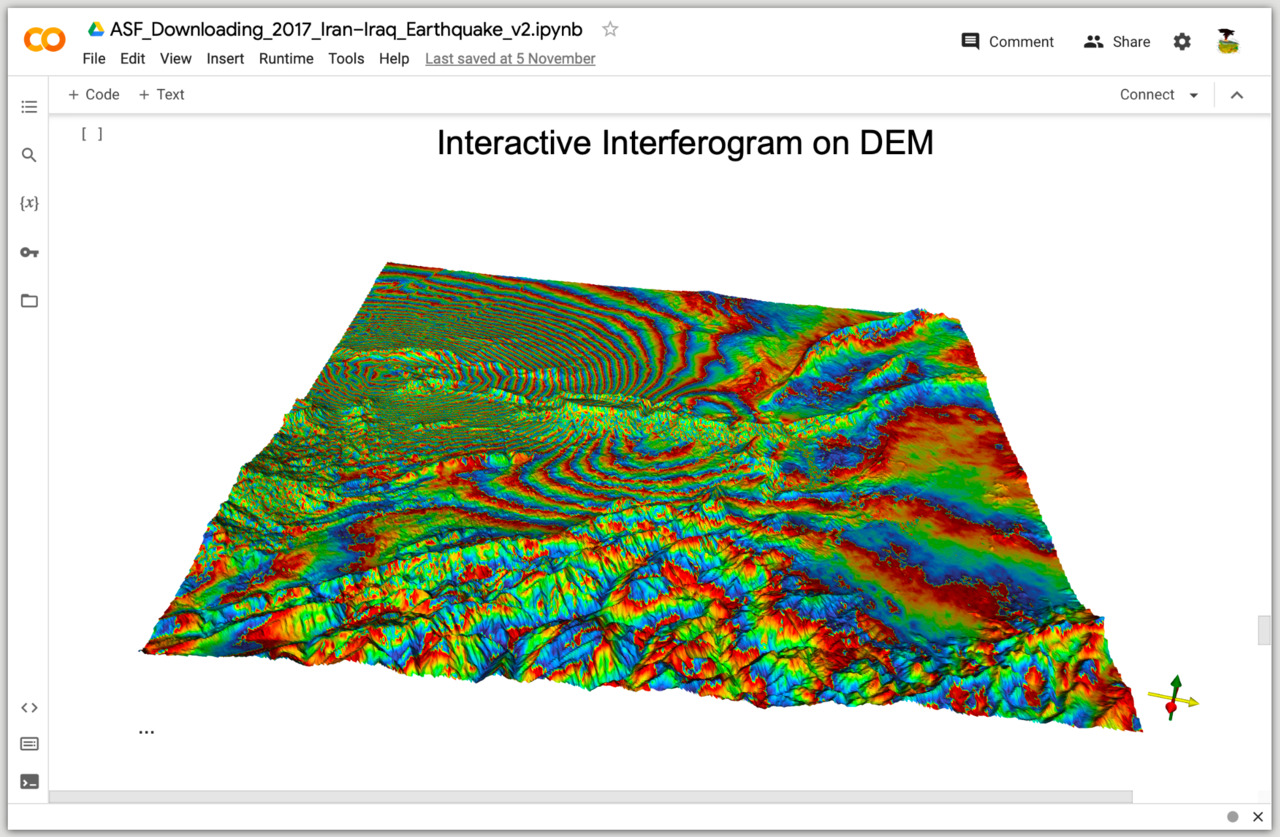 ASF_Downloading_2017_Iran–Iraq_Earthquake_v2.ipynb
Comment Share
File Edit View Insert Runtime Tools Help Last saved at 5 November
+ Code + Text
Connect
[ ]
Interactive Interferogram on DEM
{x}
<>
...